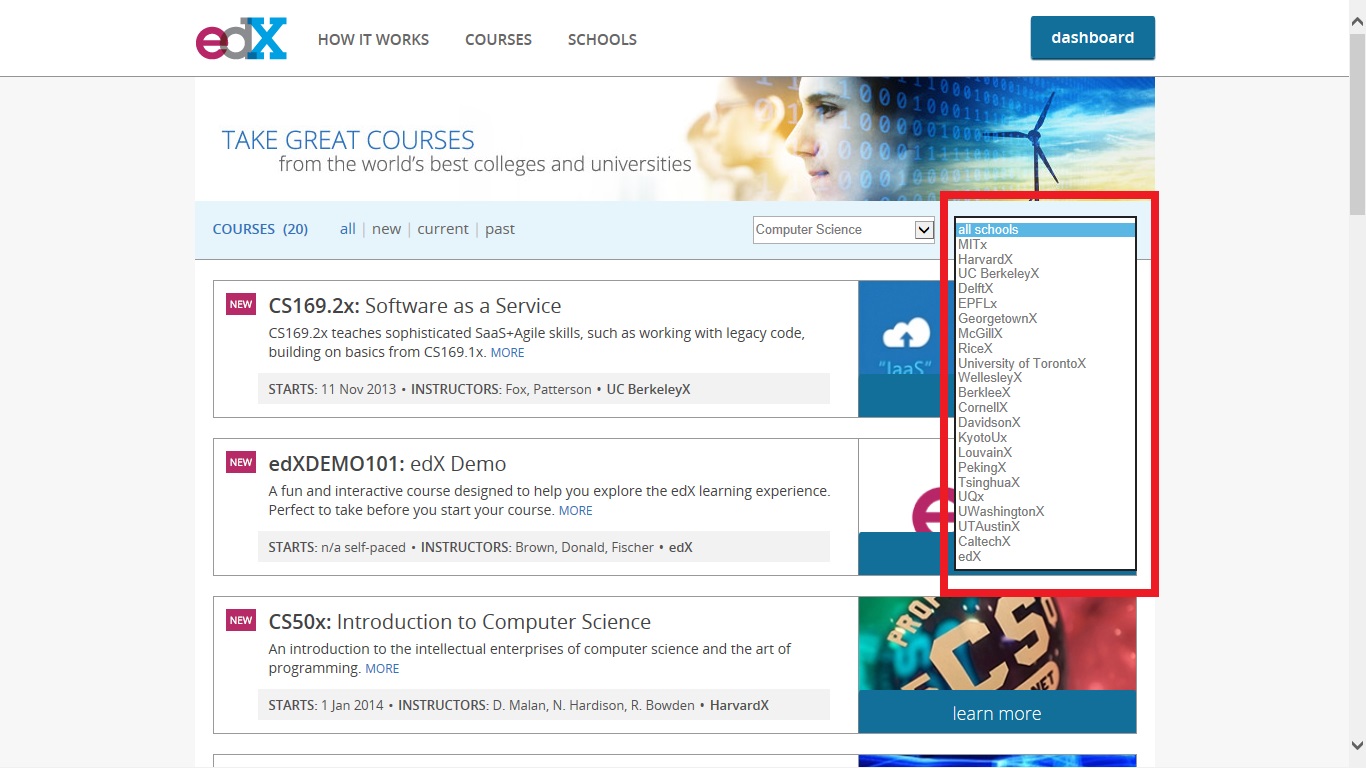 edX
HOW IT WORKS
COURSES
SCHOOLS
dashboard
TAKE GREAT COURSES
from the world's best colleges and universities
COURSES (20)
all | new | current | past
Computer Science
all schools
MITx
HarvardX
UC BerkeleyX
DelftX
EPFLx
GeorgetownX
McGillX
RiceX
University of TorontoX
WellesleyX
BerkleeX
CornellX
DavidsonX
KyotoUx
LouvainX
PekingX
TsinghuaX
UQx
UWashingtonX
UTAustinX
CaltechX
edX
NEW
CS169.2x: Software as a Service
CS169.2x teaches sophisticated SaaS+Agile skills, such as working with legacy code,
building on basics from CS169.1x. MORE
STARTS: 11 Nov 2013 • INSTRUCTORS: Fox, Patterson • UC BerkeleyX
"IaaS"
NEW
edXDEMO101: edX Demo
A fun and interactive course designed to help you explore the edX learning experience.
Perfect to take before you start your course. MORE
STARTS: n/a self-paced • INSTRUCTORS: Brown, Donald, Fischer • edX
NEW
CS50x: Introduction to Computer Science
An introduction to the intellectual enterprises of computer science and the art of
programming. MORE
STARTS: 1 Jan 2014 • INSTRUCTORS: D. Malan, N. Hardison, R. Bowden • HarvardX
CS5
learn more